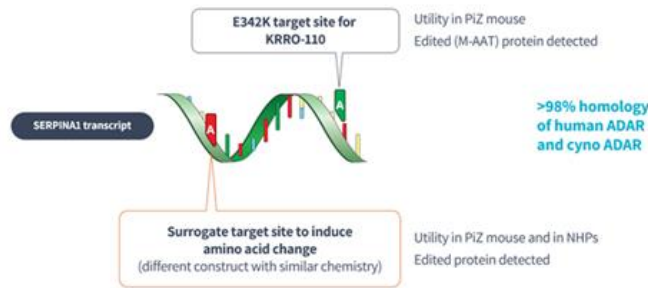 E342K target site for
KRRO-110
Utility in PiZ mouse
Edited (M-AAT) protein detected
A
SERPINA1 transcript
A
>98% homology
of human ADAR
and cyno ADAR
Surrogate target site to induce
amino acid change
(different construct with similar chemistry)
Utility in PiZ mouse and in NHPs
Edited protein detected